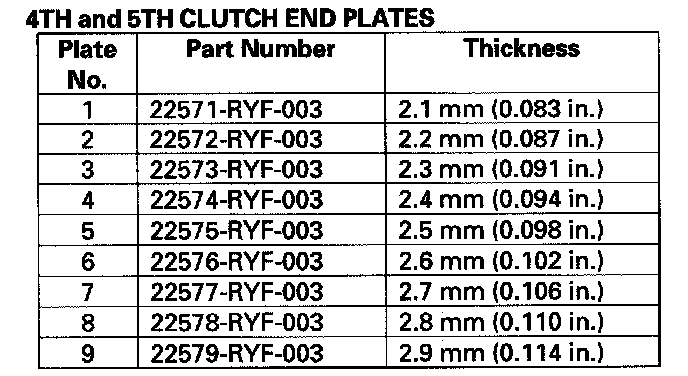 4TH and 5TH CLUTCH END PLATES
Plate No. Part Number Thickness
1 22571-RYF-003 2.1 mm (0.083 in.)
2 22572-RYF-003 2.2 mm (0.087 in.)
3 22573-RYF-003 2.3 mm (0.091 in.)
4 22574-RYF-003 2.4 mm (0.094 in.)
5 22575-RYF-003 2.5 mm (0.098 in.)
6 22576-RYF-003 2.6 mm (0.102 in.)
7 22577-RYF-003 2.7 mm (0.106 in.)
8 22578-RYF-003 2.8 mm (0.110 in.)
9 22579-RYF-003 2.9 mm (0.114 in.)